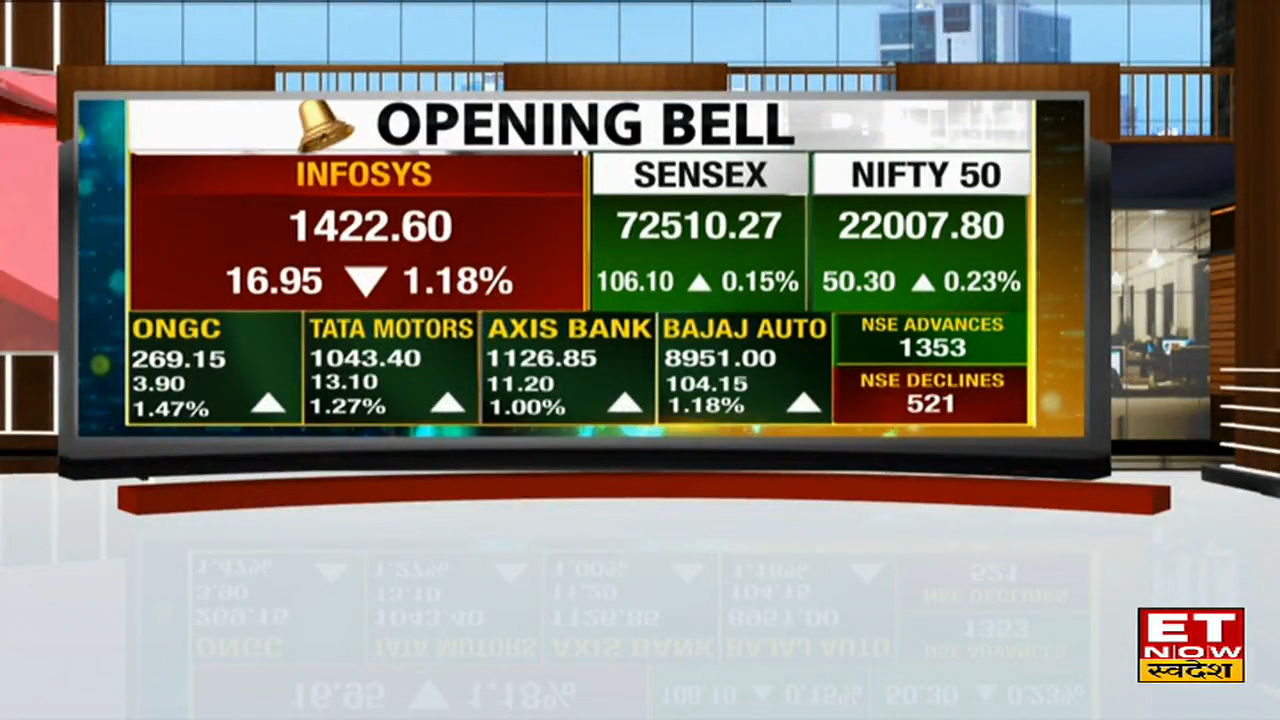 OPENING BELL
INFOSYS
1422.60
16.95 ▼ 1.18%
SENSEX
72510.27
106.10 ▲ 0.15%
NIFTY 50
22007.80
50.30 ▲ 0.23%
ONGC
269.15
3.90
1.47% ▲
TATA MOTORS
1043.40
13.10
1.27% ▲
AXIS BANK
1126.85
11.20
1.00% ▲
BAJAJ AUTO
8951.00
104.15
1.18% ▲
NSE ADVANCES
1353
NSE DECLINES
521
ET
NOW
स्वदेश